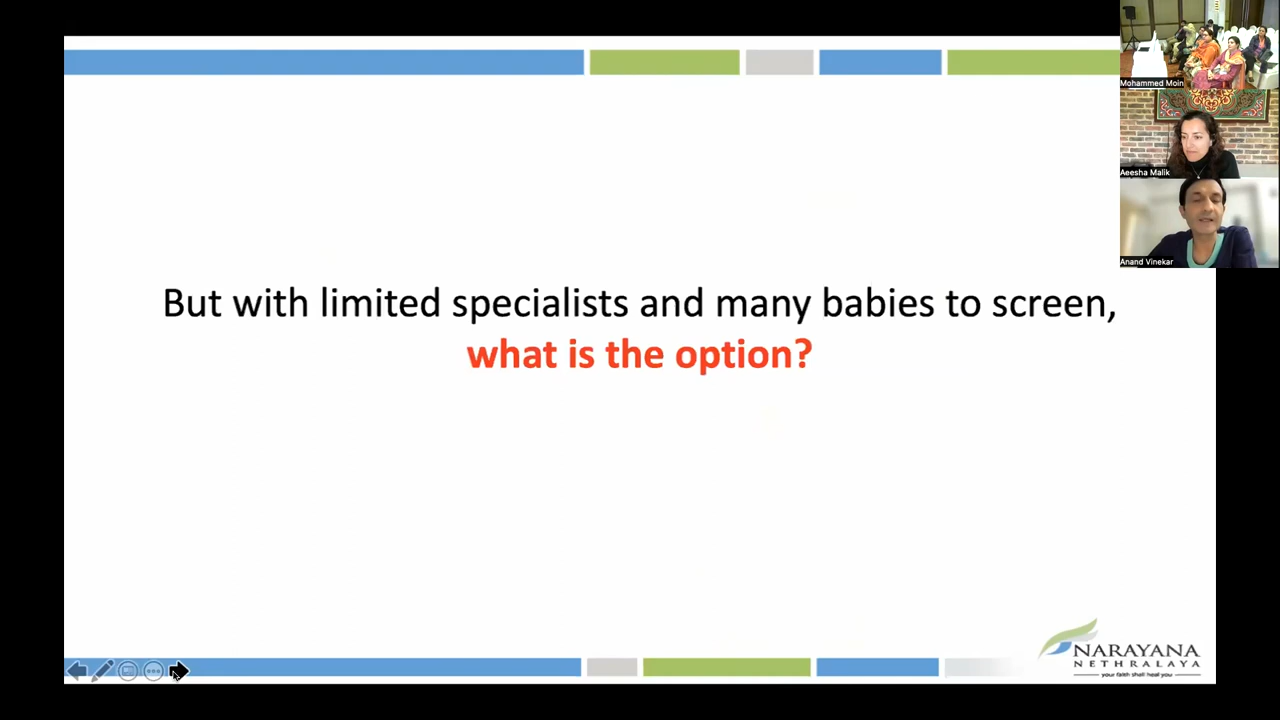 Mohammed Moin
Aeesha Malik
Anand Vinekar
But with limited specialists and many babies to screen,
what is the option?
NARAYANA
NETHRALAYA
your faith shall heal you